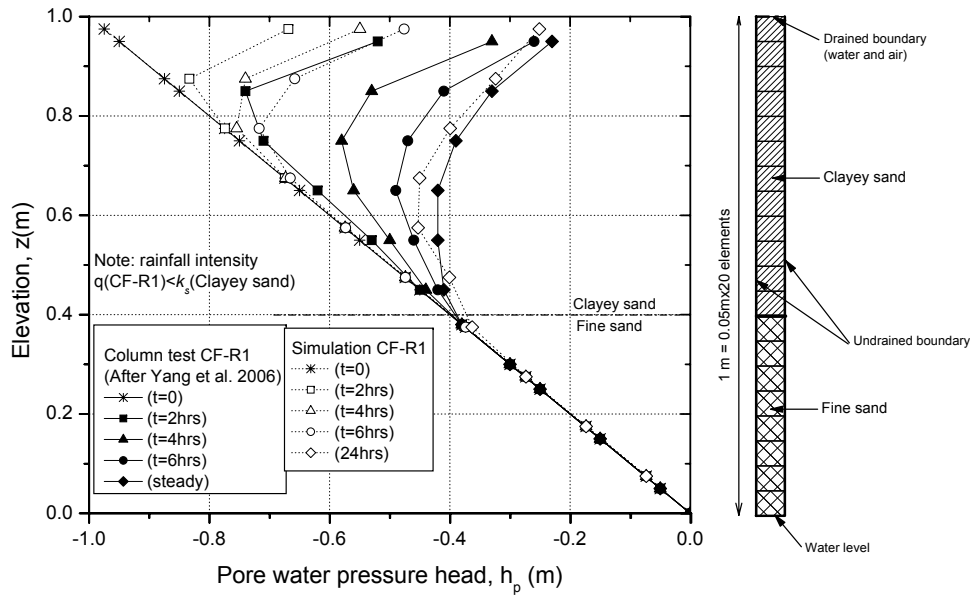 1.0
0.8
0.6
0.4
0.2
0.0
Elevation, z(m)
-1.0
-0.8
-0.6
-0.4
-0.2
0.0
Pore water pressure head, hp (m)
Note: rainfall intensity
q(CF-R1)<ks(Clayey sand)
Clayey sand
Fine sand
Column test CF-R1
(After Yang et al. 2006)
(t=0)
(t=2hrs)
(t=4hrs)
(t=6hrs)
(steady)
Simulation CF-R1
(t=0)
(t=2hrs)
(t=4hrs)
(t=6hrs)
(24hrs)
1 m = 0.05mx20 elements
Drained boundary
(water and air)
Clayey sand
Undrained boundary
Fine sand
Water level